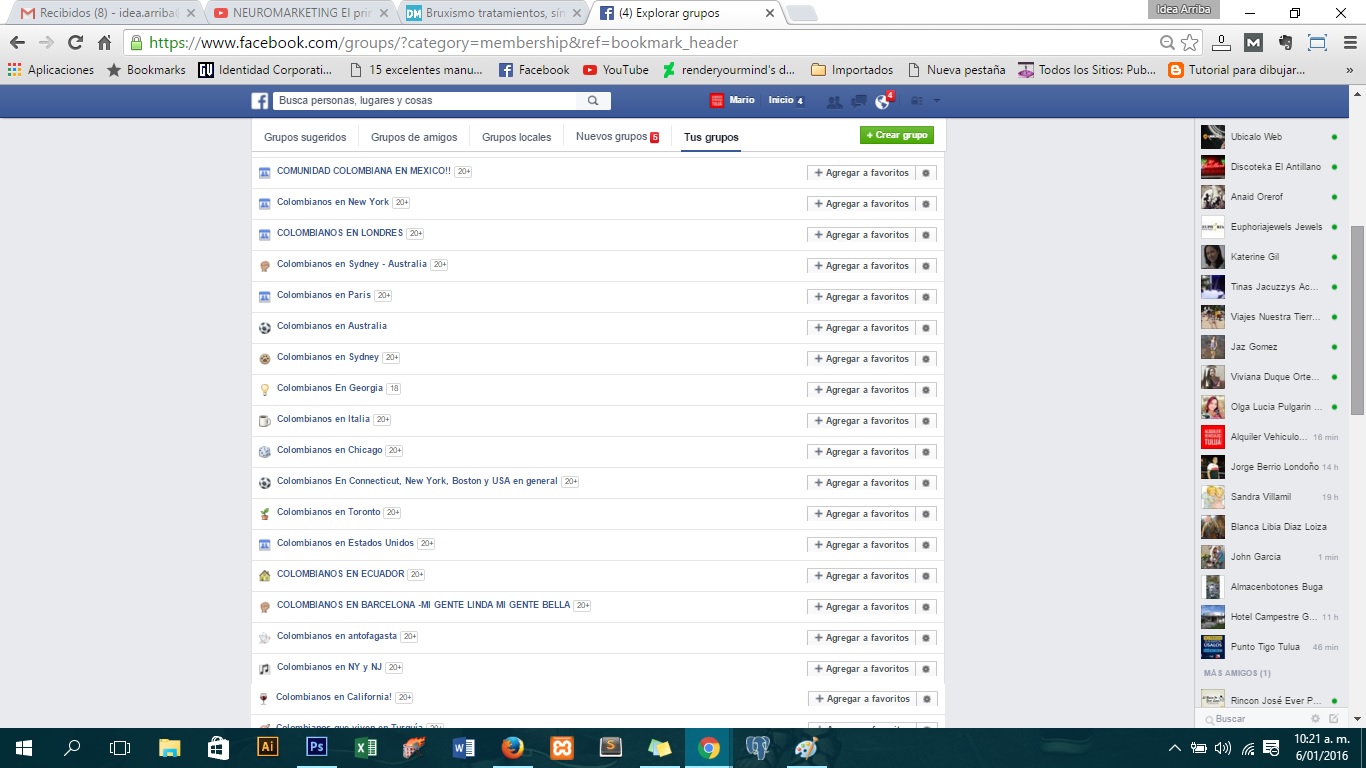 Recibidos (8) - idea.arriba
NEUROMARKETING El pri
Bruxismo tratamientos, sín
(4) Explorar grupos
Idea Arriba
https://www.facebook.com/groups/?category=membership&ref=bookmark_header
Aplicaciones
Bookmarks
Identidad Corporati...
15 excelentes manu...
Facebook
YouTube
renderyourmind's d...
Importados
Nueva pestaña
Todos los Sitios: Pub...
Tutorial para dibujar...
»
Busca personas, lugares y cosas
Mario
Inicio 4
4
Grupos sugeridos
Grupos de amigos
Grupos locales
Nuevos grupos 5
Tus grupos
+ Crear grupo
COMUNIDAD COLOMBIANA EN MEXICO!! 20+ + Agregar a favoritos
Colombianos en New York 20+ + Agregar a favoritos
COLOMBIANOS EN LONDRES 20+ + Agregar a favoritos
Colombianos en Sydney - Australia 20+ + Agregar a favoritos
Colombianos en Paris 20+ + Agregar a favoritos
Colombianos en Australia + Agregar a favoritos
Colombianos en Sydney 20+ + Agregar a favoritos
Colombianos En Georgia 18 + Agregar a favoritos
Colombianos en Italia 20+ + Agregar a favoritos
Colombianos en Chicago 20+ + Agregar a favoritos
Colombianos En Connecticut, New York, Boston y USA en general 20+ + Agregar a favoritos
Colombianos en Toronto 20+ + Agregar a favoritos
Colombianos en Estados Unidos 20+ + Agregar a favoritos
COLOMBIANOS EN ECUADOR 20+ + Agregar a favoritos
COLOMBIANOS EN BARCELONA -MI GENTE LINDA MI GENTE BELLA 20+ + Agregar a favoritos
Colombianos en antofagasta 20+ + Agregar a favoritos
Colombianos en NY y NJ 20+ + Agregar a favoritos
Colombianos en California! 20+ + Agregar a favoritos
Colombianos que viven en Turquia 20+ + Agregar a favoritos
Ubicalo Web
Discoteka El Antillano
Anaid Orerof
Euphoriajewels Jewels
Katerine Gil
Tinas Jacuzzys Ac...
Viajes Nuestra Tierr...
Jaz Gomez
Viviana Duque Orte...
Olga Lucia Pulgarin ...
Alquiler Vehiculo... 16 min
Jorge Berrio Londoño 14 h
Sandra Villamil 19 h
Blanca Libia Diaz Loiza
John Garcia 1 min
Almacenbotones Buga
Hotel Campestre G... 11 h
Punto Tigo Tulua 46 min
MÁS AMIGOS (1)
Rincon José Ever P...
Buscar
10:21 a. m.
6/01/2016